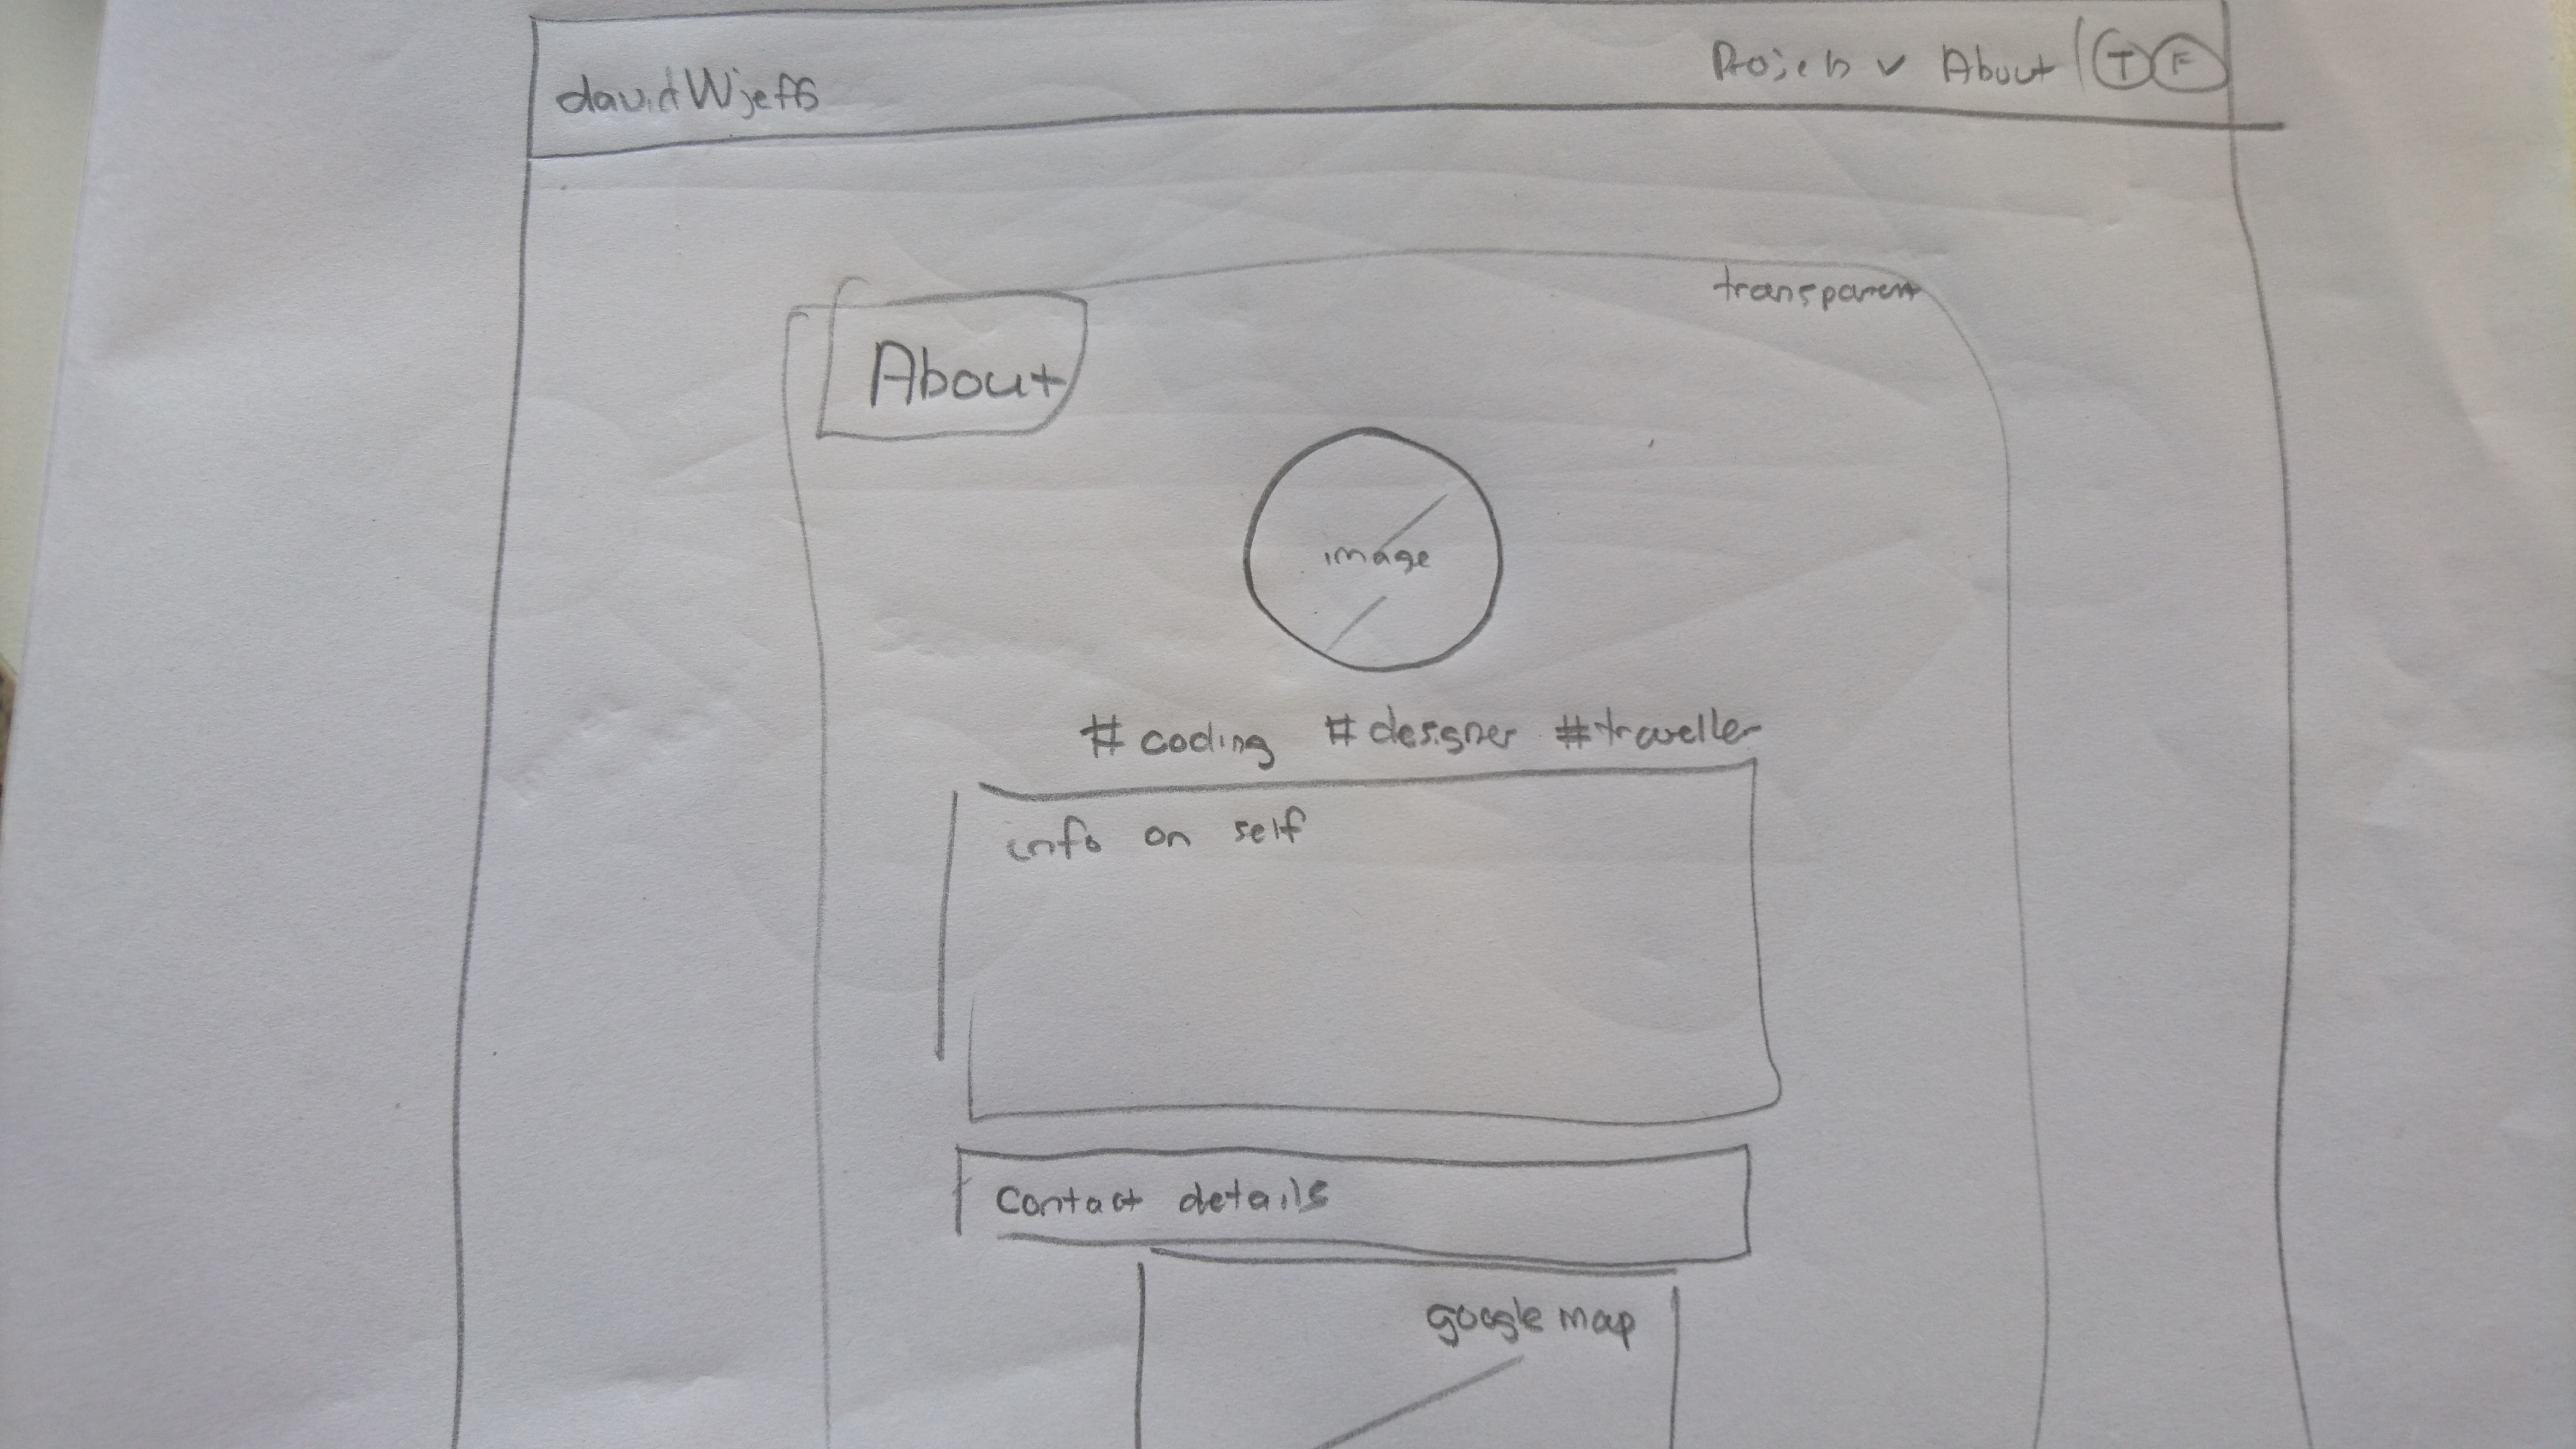 davidWjeffs
Projects About T F
transparent
About
image
#coding #designer #traveller
info on self
Contact details
google map